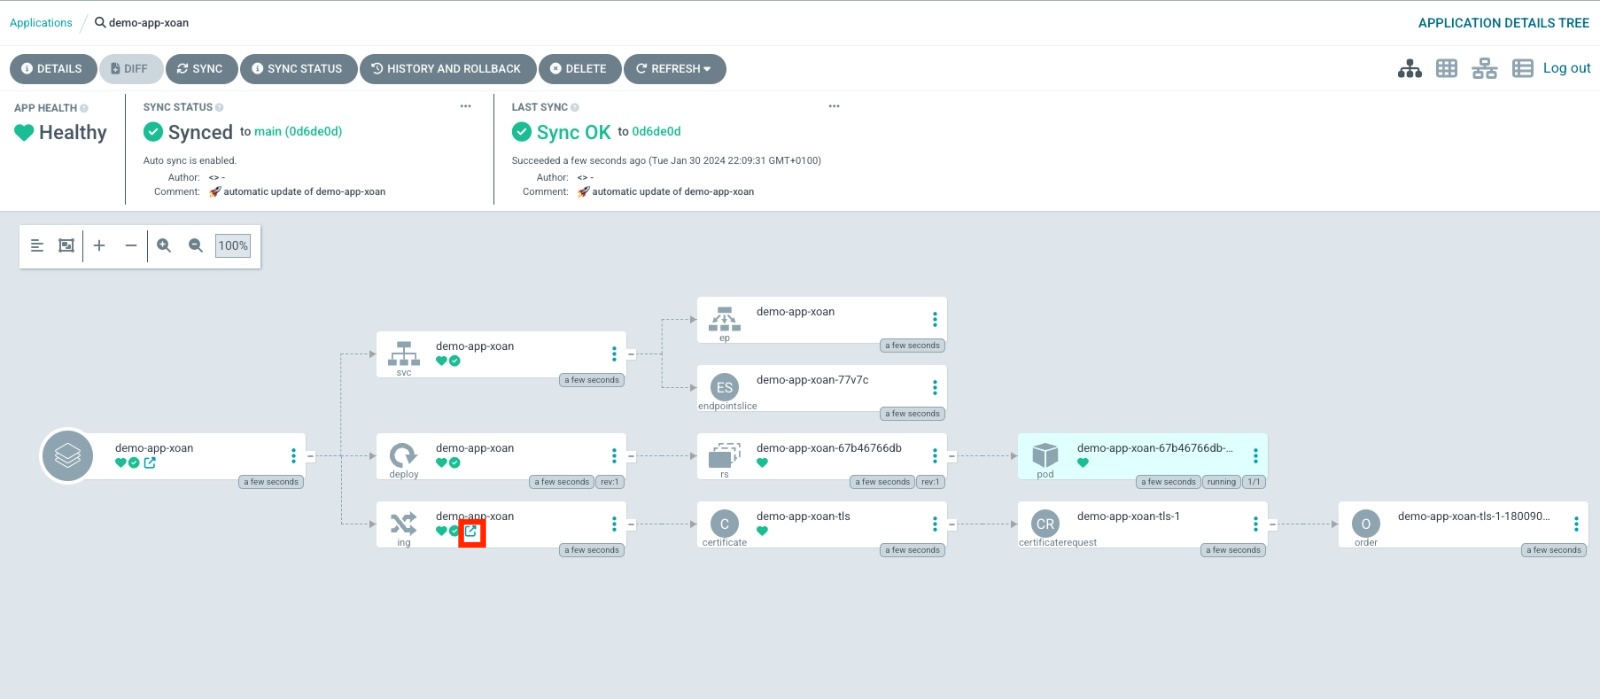 Applications / demo-app-xoan
APPLICATION DETAILS TREE
DETAILS DIFF SYNC SYNC STATUS HISTORY AND ROLLBACK DELETE REFRESH
Log out
APP HEALTH
Healthy
SYNC STATUS
Synced to main (0d6de0d)
Auto sync is enabled.
Author: <> -
Comment: 🚀 automatic update of demo-app-xoan
LAST SYNC
Sync OK to 0d6de0d
Succeeded a few seconds ago (Tue Jan 30 2024 22:09:31 GMT+0100)
Author: <> -
Comment: 🚀 automatic update of demo-app-xoan
100%
demo-app-xoan
ep
a few seconds
demo-app-xoan
svc
a few seconds
demo-app-xoan-77v7c
ES
endpointslice
a few seconds
demo-app-xoan
a few seconds
demo-app-xoan
deploy
a few seconds rev:1
demo-app-xoan-67b46766db
rs
a few seconds rev:1
demo-app-xoan-67b46766db-...
pod
a few seconds running 1/1
demo-app-xoan
ing
a few seconds
demo-app-xoan-tls
C
certificate
a few seconds
demo-app-xoan-tls-1
CR
certificaterequest
a few seconds
demo-app-xoan-tls-1-180090...
O
order
a few seconds